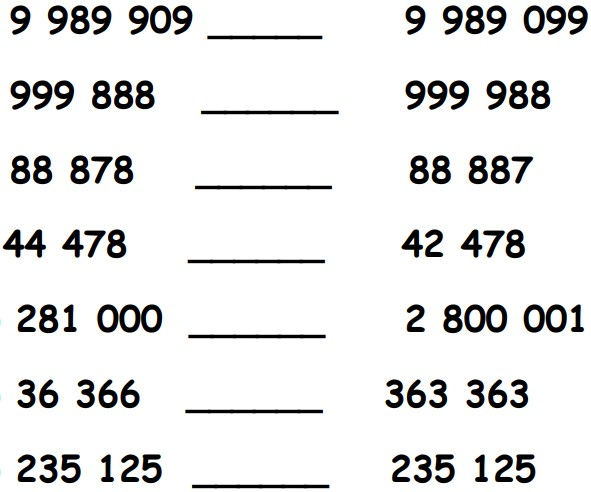 9 989 909 ______ 9 989 099
999 888 ______ 999 988
88 878 ______ 88 887
44 478 ______ 42 478
281 000 ______ 2 800 001
36 366 ______ 363 363
235 125 ______ 235 125